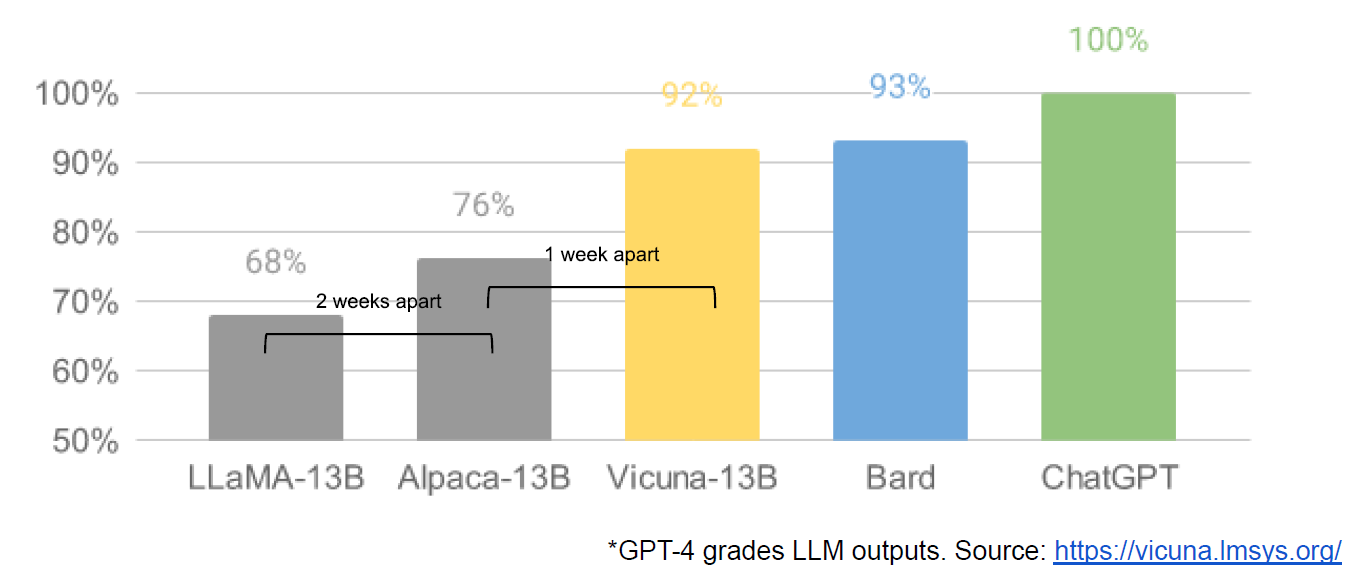 100%
100%
92%
93%
90%
76%
80%
68%
1 week apart
70%
2 weeks apart
60%
50%
LLaMA-13B
Alpaca-13B
Vicuna-13B
Bard
ChatGPT
*GPT-4 grades LLM outputs. Source: https://vicuna.lmsys.org/